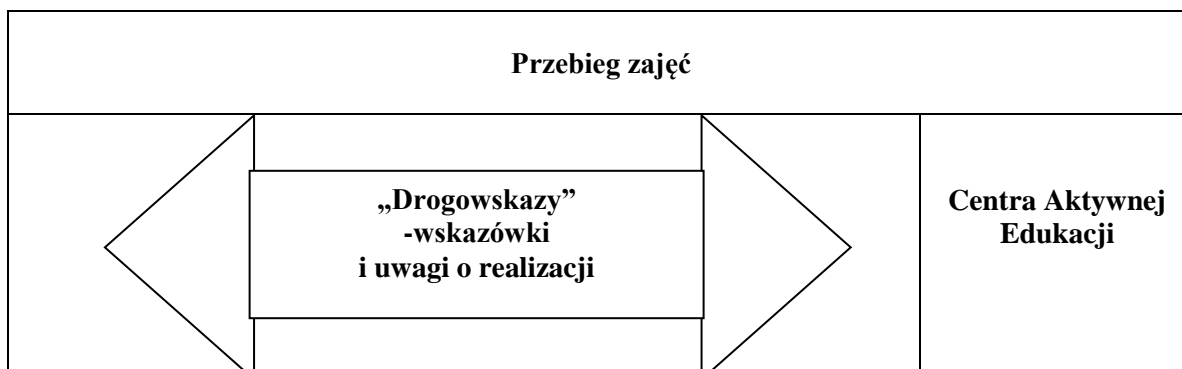 Przebieg zajęć
„Drogowskazy”
-wskazówki
i uwagi o realizacji
Centra Aktywnej
Edukacji